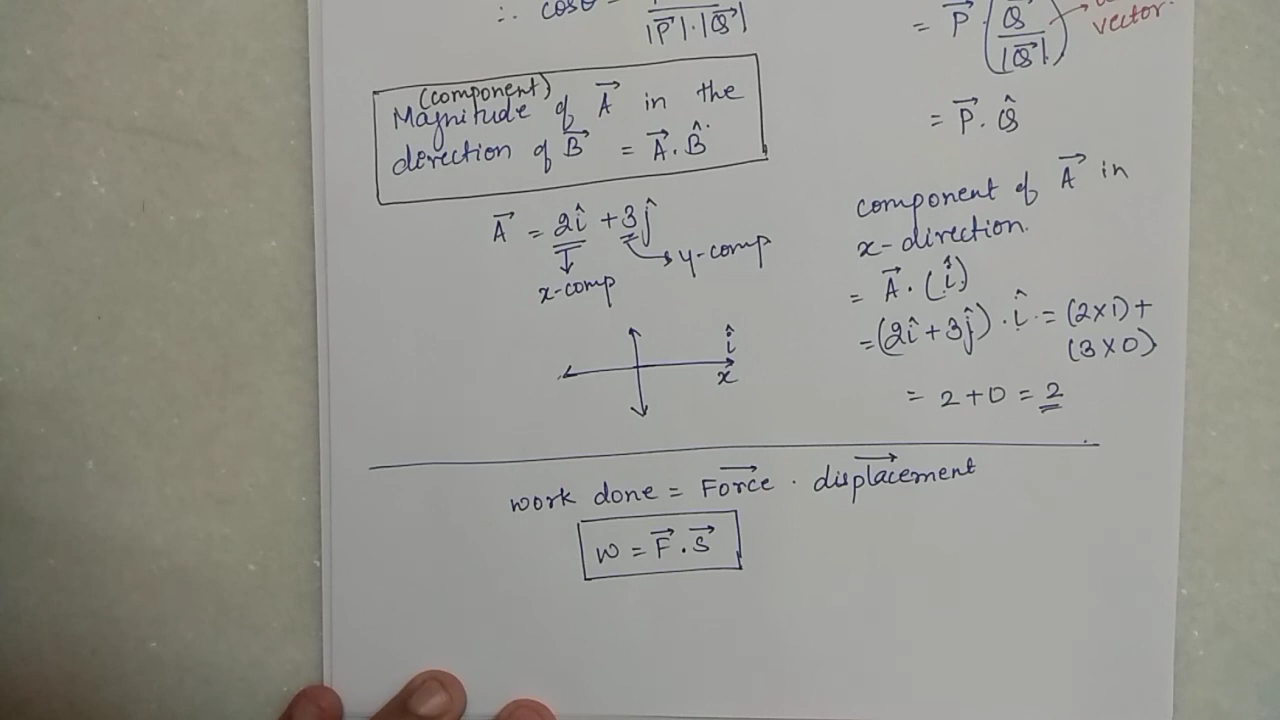 ∴ cosθ =
|P⃗|.|Q⃗|
= P⃗ . (Q⃗/|Q⃗|) → vector.
= P⃗. Q̂
(component)
Magnitude of A⃗ in the
direction of B⃗ = A⃗.B̂
A⃗ = 2î + 3ĵ
x-comp
y-comp
î
x
component of A⃗ in
x-direction.
= A⃗ . (î)
= (2î + 3ĵ) . î = (2×1) +
(3×0)
= 2+0 = 2
work done = Force⃗ . displacement⃗
W = F⃗ . S⃗